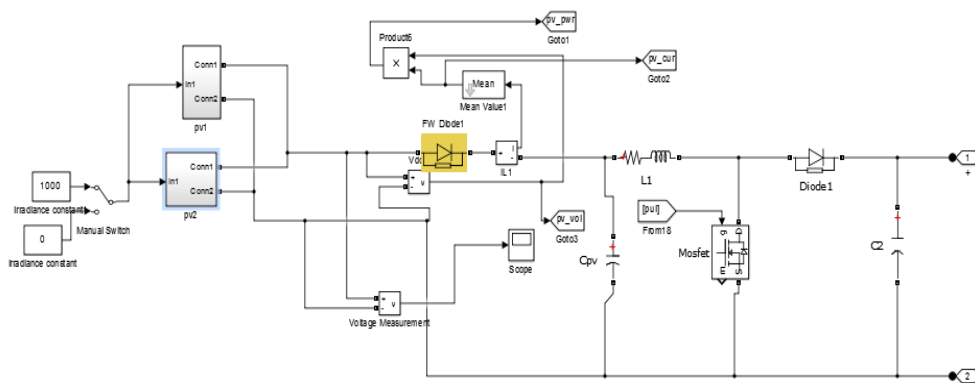 pv_pwr
Goto1
Product6
×
pv_cur
Goto2
Mean
Mean Value1
Conn1
In1
Conn2
pv1
FW Diode1
+
i
-
IL1
+
v
-
Conn1
In1
Conn2
pv2
1000
Irradiance constant
Manual Switch
0
Irradiance constant
pv_vol
Goto3
Scope
+
v
-
Voltage Measurement
+
Cpv
+
L1
[pul]
From18
Mosfet
g
D
S
m
Diode1
+
C2
1
+
2